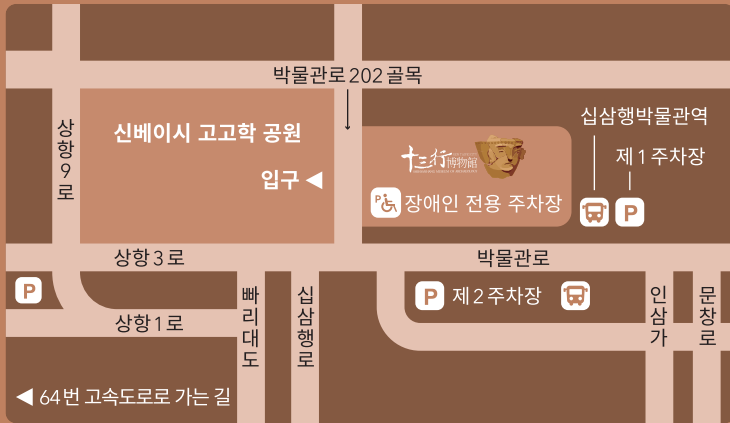 박물관로 202 골목
상항9로
신베이시 고고학 공원
입구
십삼행박물관역
제 1 주차장
十三行博物館
P
장애인 전용 주차장
P
상항 3 로
박물관로
P
빠리대도
십삼행로
P
제 2 주차장
인삼가
문창로
상항 1 로
64 번 고속도로로 가는 길